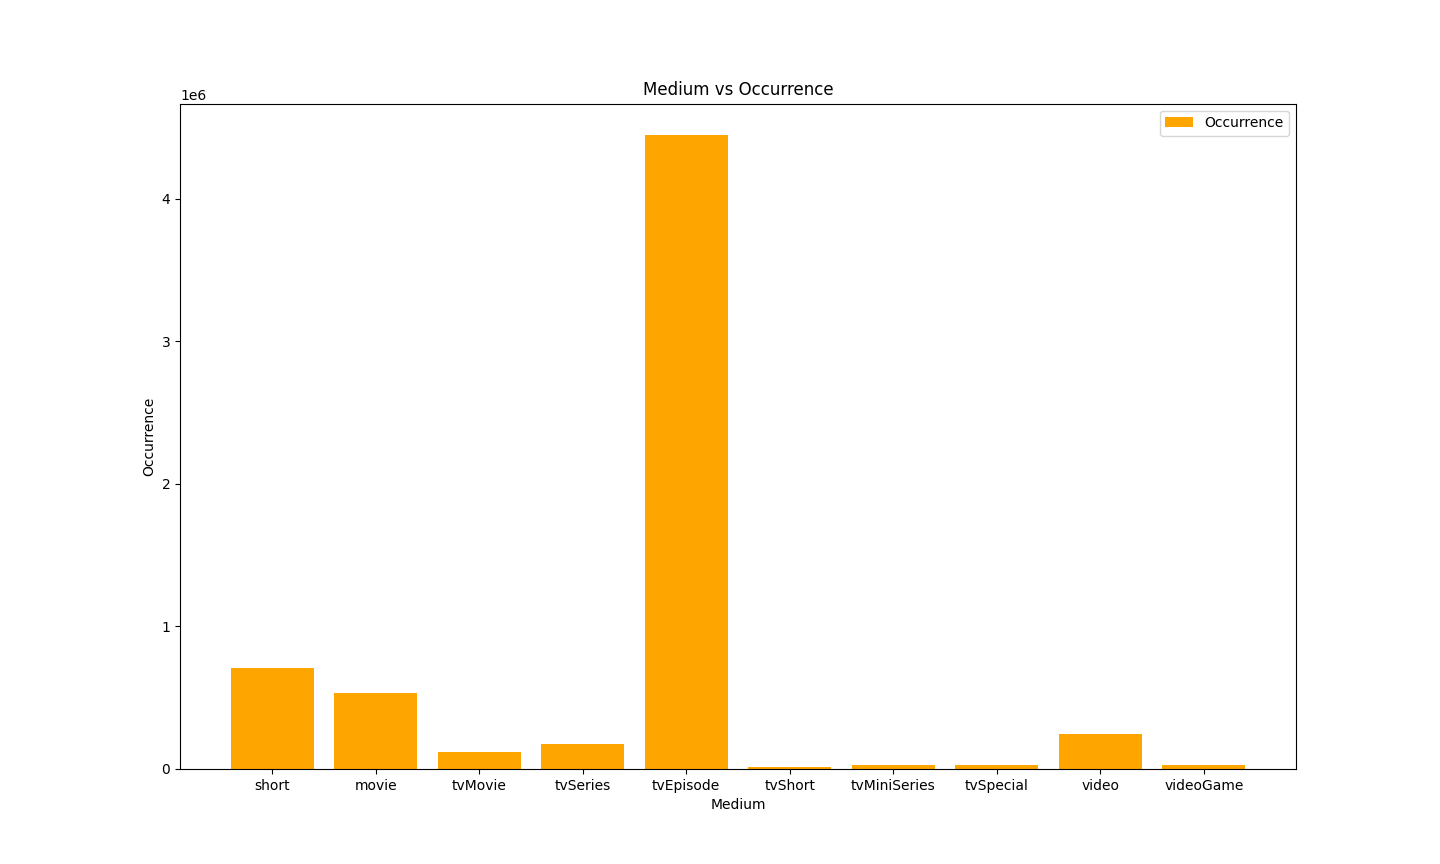 Medium vs Occurrence
1e6
Occurrence
4
3
2
1
0
Occurrence
short movie tvMovie tvSeries tvEpisode tvShort tvMiniSeries tvSpecial video videoGame
Medium